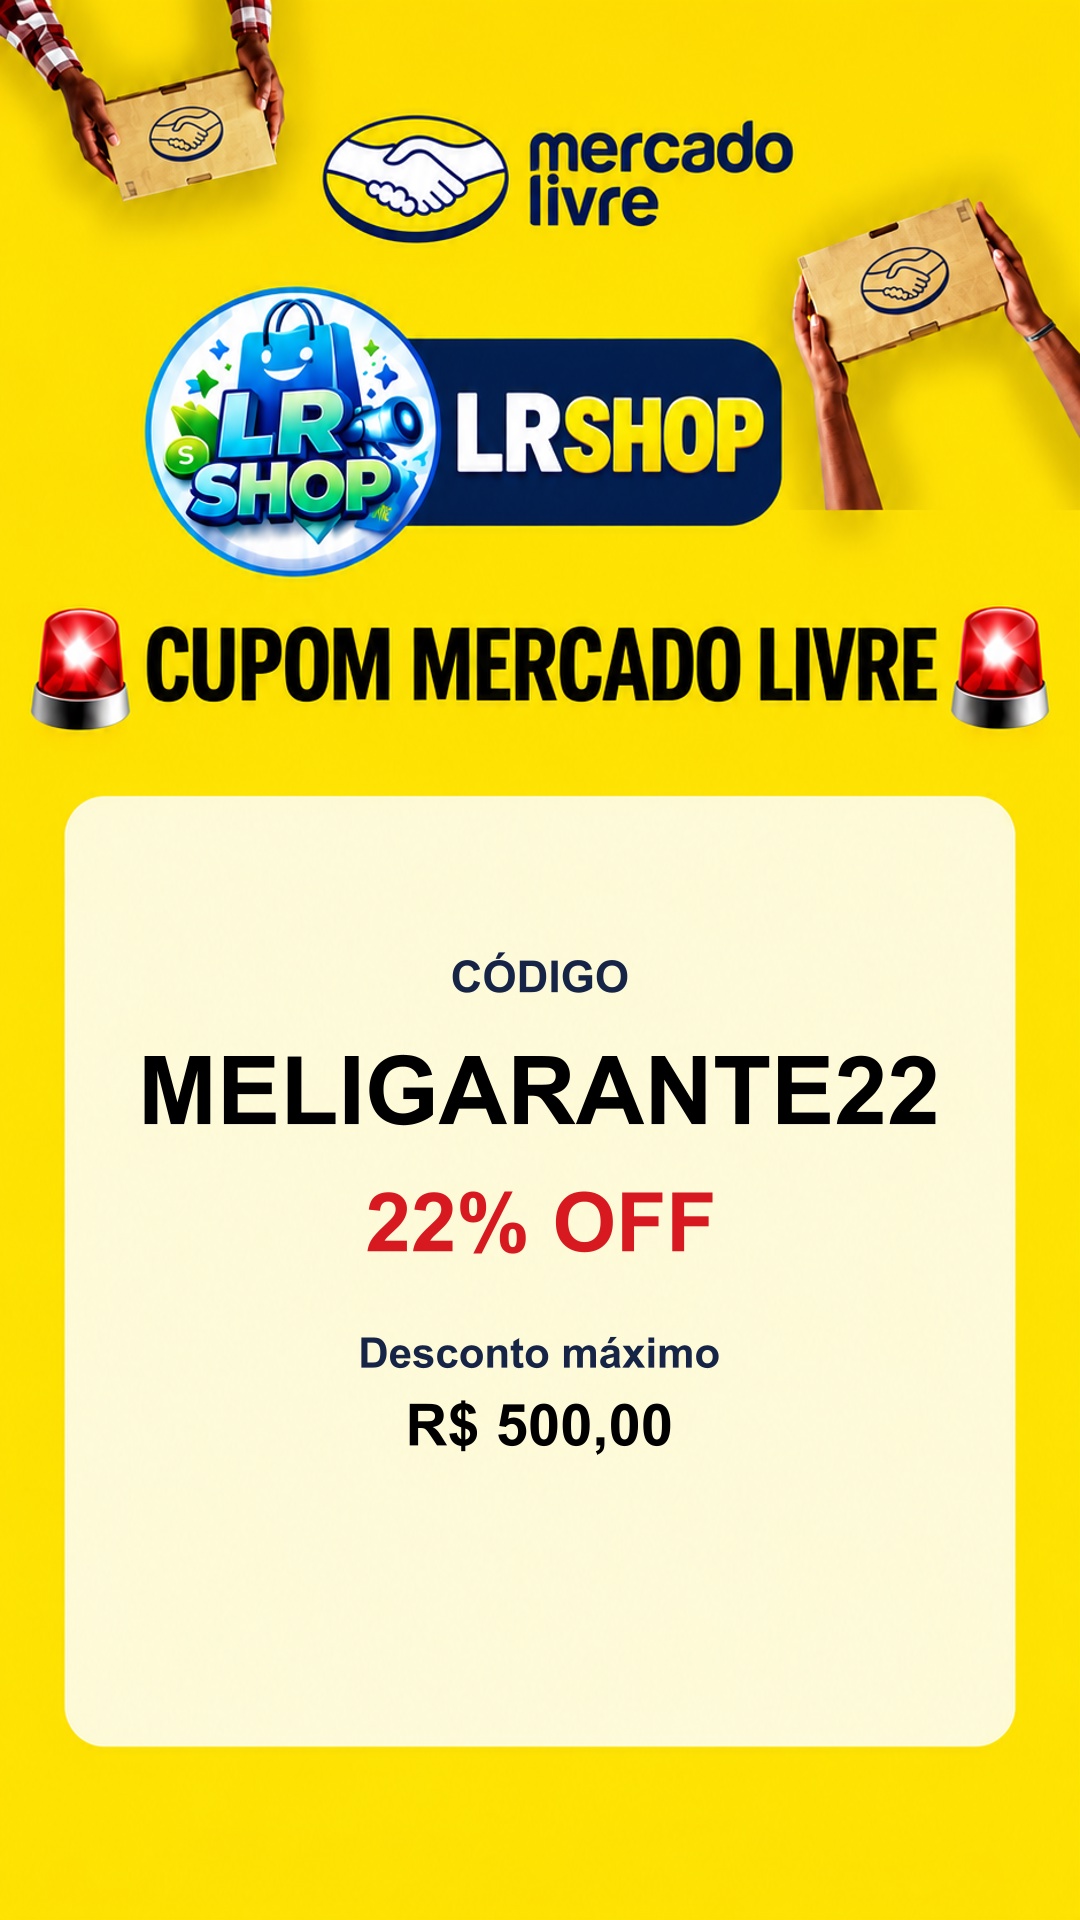 mercado
livre
LR
SHOP
S
LRSHOP
CUPOM MERCADO LIVRE
CÓDIGO
MELIGARANTE22
22% OFF
Desconto máximo
R$ 500,00